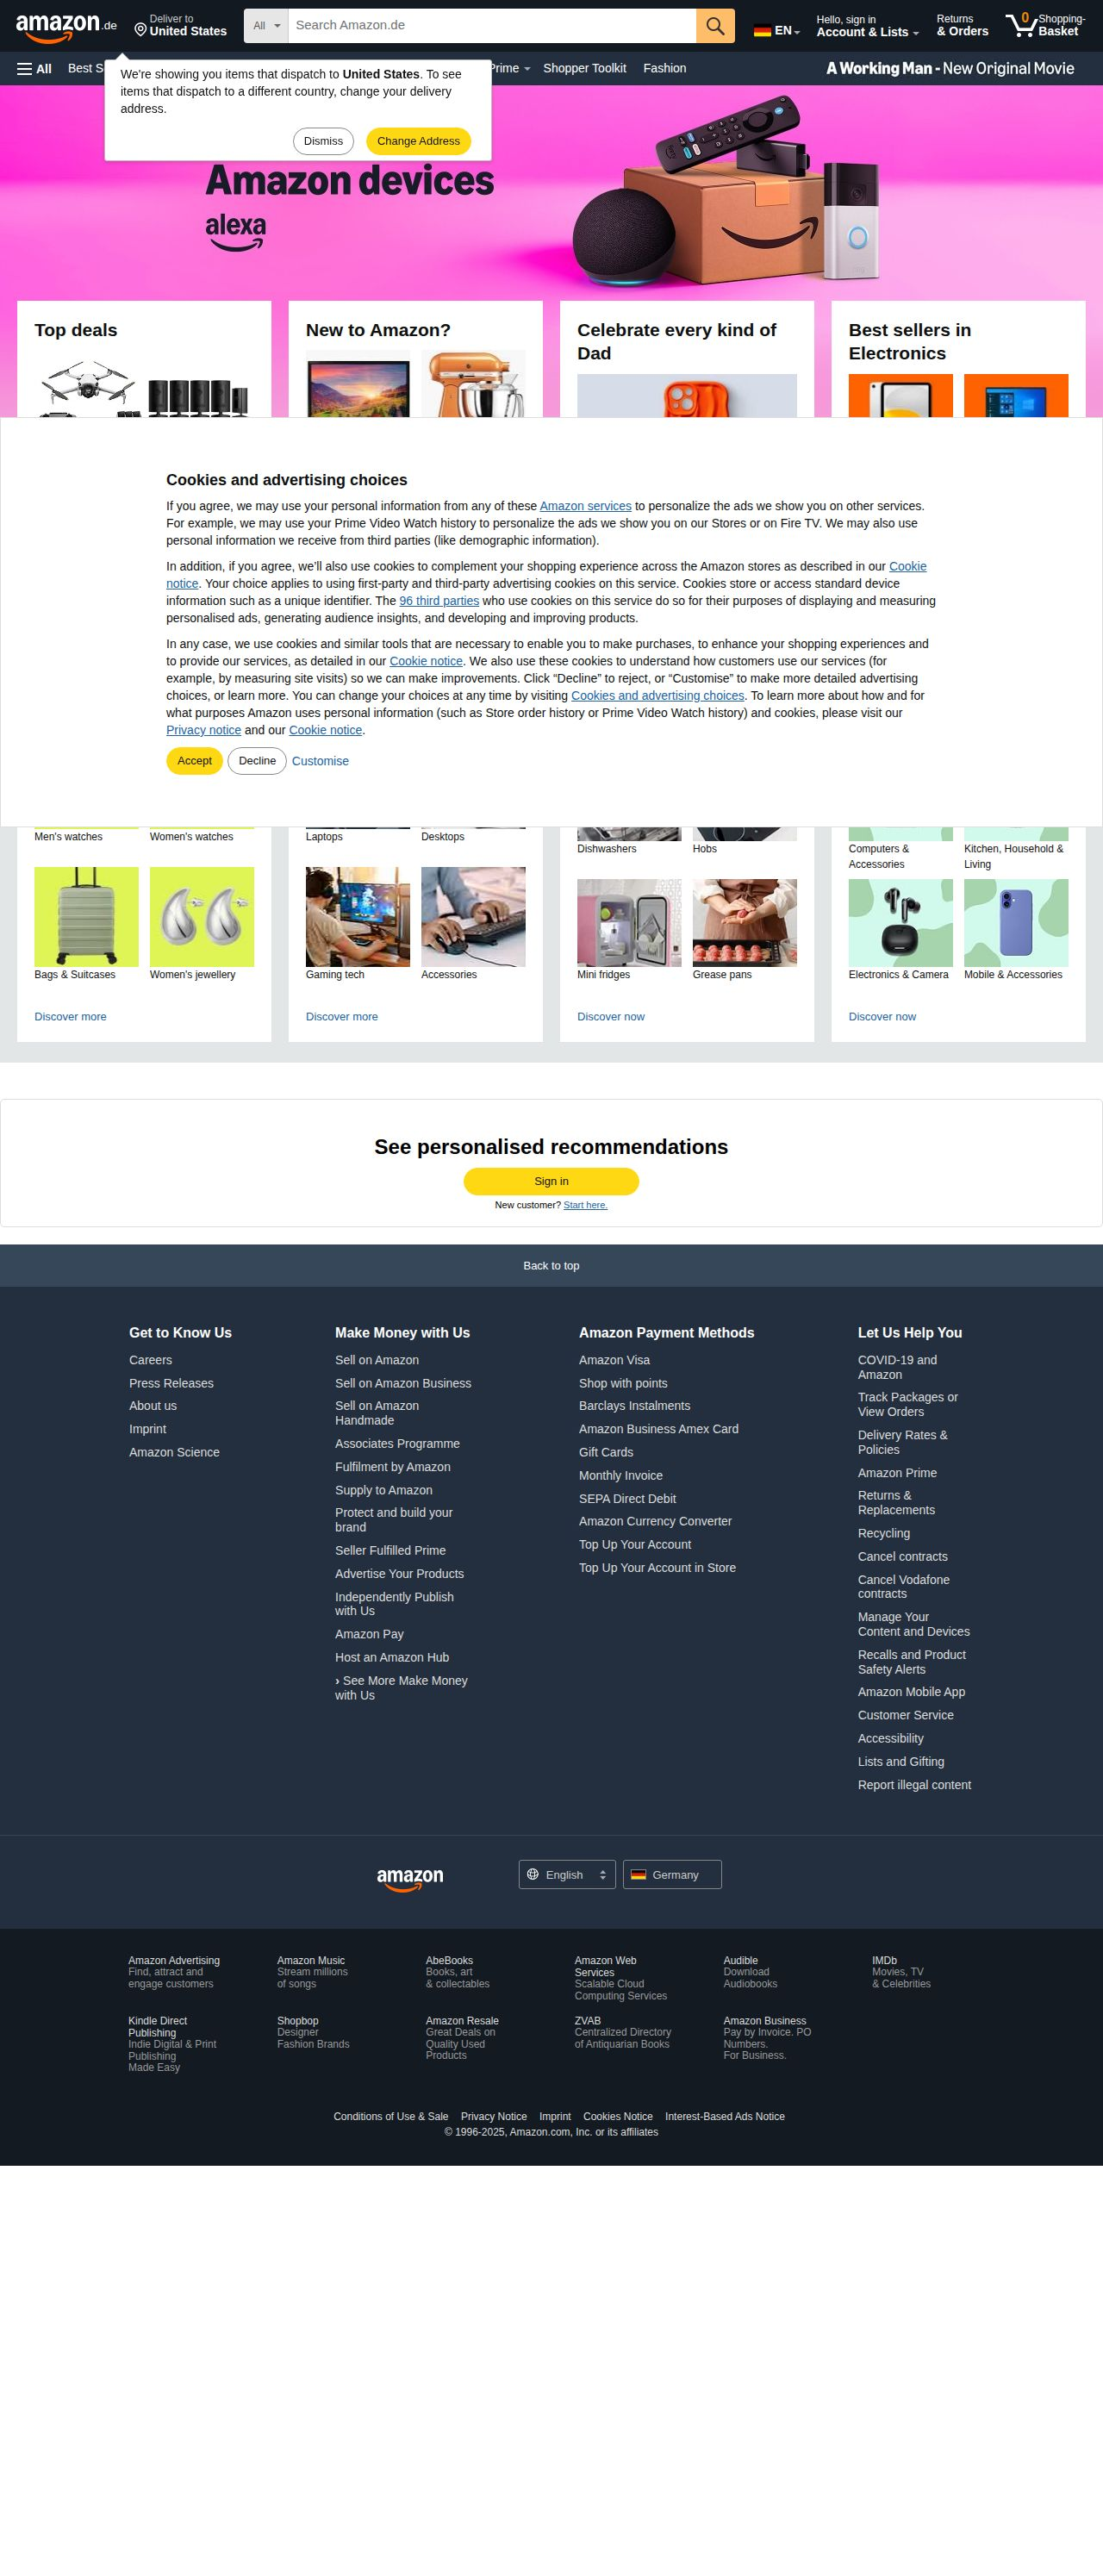 amazon.de
Deliver to
United States
All
Search Amazon.de
EN
Hello, sign in
Account & Lists
Returns
& Orders
0
Shopping-
Basket
All
Best S
Prime
Shopper Toolkit
Fashion
A Working Man - New Original Movie
We're showing you items that dispatch to United States. To see
items that dispatch to a different country, change your delivery
address.
Dismiss
Change Address
Amazon devices
alexa
Top deals
New to Amazon?
Celebrate every kind of
Dad
Best sellers in
Electronics
Cookies and advertising choices
If you agree, we may use your personal information from any of these Amazon services to personalize the ads we show you on other services.
For example, we may use your Prime Video Watch history to personalize the ads we show you on our Stores or on Fire TV. We may also use
personal information we receive from third parties (like demographic information).
In addition, if you agree, we’ll also use cookies to complement your shopping experience across the Amazon stores as described in our Cookie
notice. Your choice applies to using first-party and third-party advertising cookies on this service. Cookies store or access standard device
information such as a unique identifier. The 96 third parties who use cookies on this service do so for their purposes of displaying and measuring
personalised ads, generating audience insights, and developing and improving products.
In any case, we use cookies and similar tools that are necessary to enable you to make purchases, to enhance your shopping experiences and
to provide our services, as detailed in our Cookie notice. We also use these cookies to understand how customers use our services (for
example, by measuring site visits) so we can make improvements. Click “Decline” to reject, or “Customise” to make more detailed advertising
choices, or learn more. You can change your choices at any time by visiting Cookies and advertising choices. To learn more about how and for
what purposes Amazon uses personal information (such as Store order history or Prime Video Watch history) and cookies, please visit our
Privacy notice and our Cookie notice.
Accept
Decline
Customise
Men's watches
Women's watches
Laptops
Desktops
Dishwashers
Hobs
Computers &
Accessories
Kitchen, Household &
Living
Bags & Suitcases
Women's jewellery
Gaming tech
Accessories
Mini fridges
Grease pans
Electronics & Camera
Mobile & Accessories
Discover more
Discover more
Discover now
Discover now
See personalised recommendations
Sign in
New customer? Start here.
Back to top
Get to Know Us
Careers
Press Releases
About us
Imprint
Amazon Science
Make Money with Us
Sell on Amazon
Sell on Amazon Business
Sell on Amazon
Handmade
Associates Programme
Fulfilment by Amazon
Supply to Amazon
Protect and build your
brand
Seller Fulfilled Prime
Advertise Your Products
Independently Publish
with Us
Amazon Pay
Host an Amazon Hub
› See More Make Money
with Us
Amazon Payment Methods
Amazon Visa
Shop with points
Barclays Instalments
Amazon Business Amex Card
Gift Cards
Monthly Invoice
SEPA Direct Debit
Amazon Currency Converter
Top Up Your Account
Top Up Your Account in Store
Let Us Help You
COVID-19 and
Amazon
Track Packages or
View Orders
Delivery Rates &
Policies
Amazon Prime
Returns &
Replacements
Recycling
Cancel contracts
Cancel Vodafone
contracts
Manage Your
Content and Devices
Recalls and Product
Safety Alerts
Amazon Mobile App
Customer Service
Accessibility
Lists and Gifting
Report illegal content
amazon
English
Germany
Amazon Advertising
Find, attract and
engage customers
Amazon Music
Stream millions
of songs
AbeBooks
Books, art
& collectables
Amazon Web
Services
Scalable Cloud
Computing Services
Audible
Download
Audiobooks
IMDb
Movies, TV
& Celebrities
Kindle Direct
Publishing
Indie Digital & Print
Publishing
Made Easy
Shopbop
Designer
Fashion Brands
Amazon Resale
Great Deals on
Quality Used
Products
ZVAB
Centralized Directory
of Antiquarian Books
Amazon Business
Pay by Invoice. PO
Numbers.
For Business.
Conditions of Use & Sale
Privacy Notice
Imprint
Cookies Notice
Interest-Based Ads Notice
© 1996-2025, Amazon.com, Inc. or its affiliates